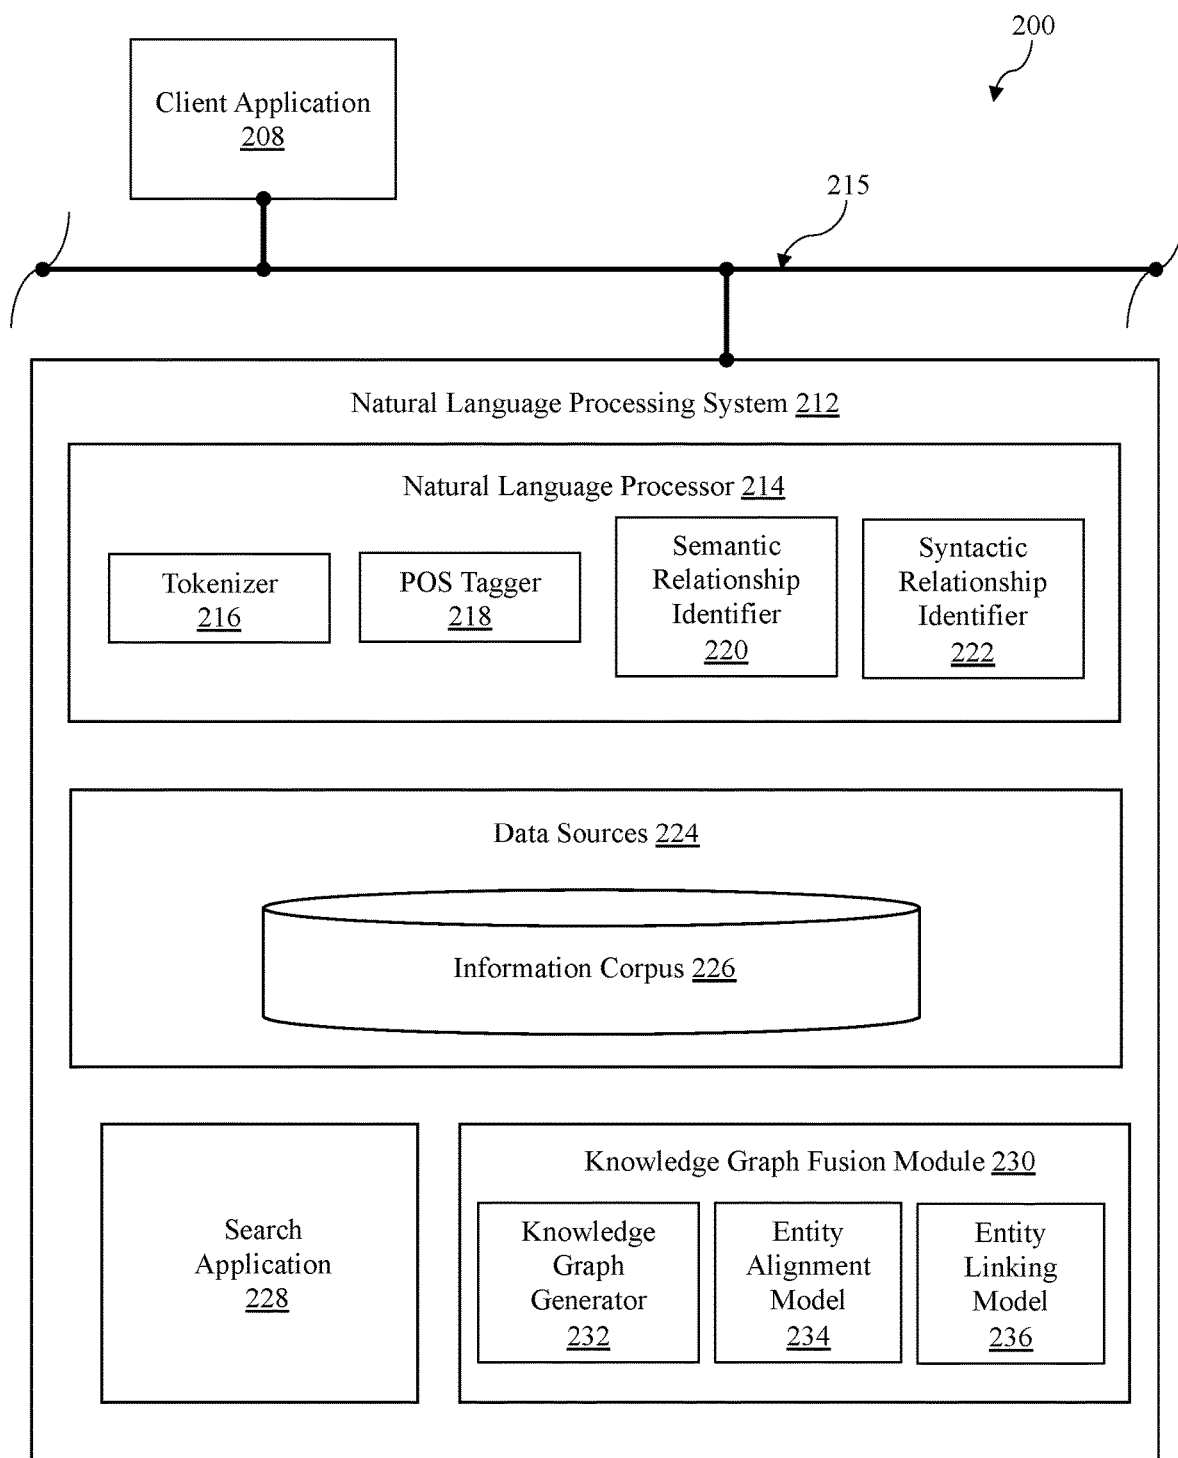 200
Client Application
208
215
Natural Language Processing System 212
Natural Language Processor 214
Tokenizer
216
POS Tagger
218
Semantic
Relationship
Identifier
220
Syntactic
Relationship
Identifier
222
Data Sources 224
Information Corpus 226
Search
Application
228
Knowledge Graph Fusion Module 230
Knowledge
Graph
Generator
232
Entity
Alignment
Model
234
Entity
Linking
Model
236